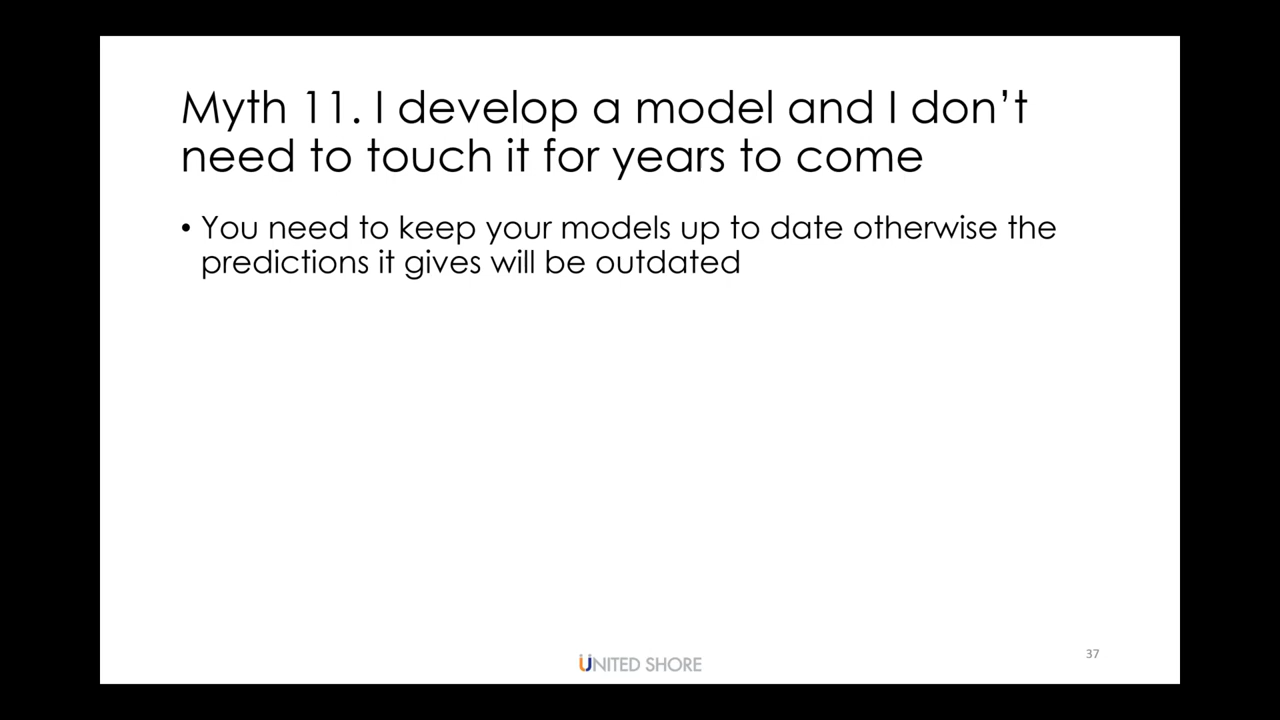 Myth 11. I develop a model and I don’t
need to touch it for years to come
• You need to keep your models up to date otherwise the
predictions it gives will be outdated
UNITED SHORE
37